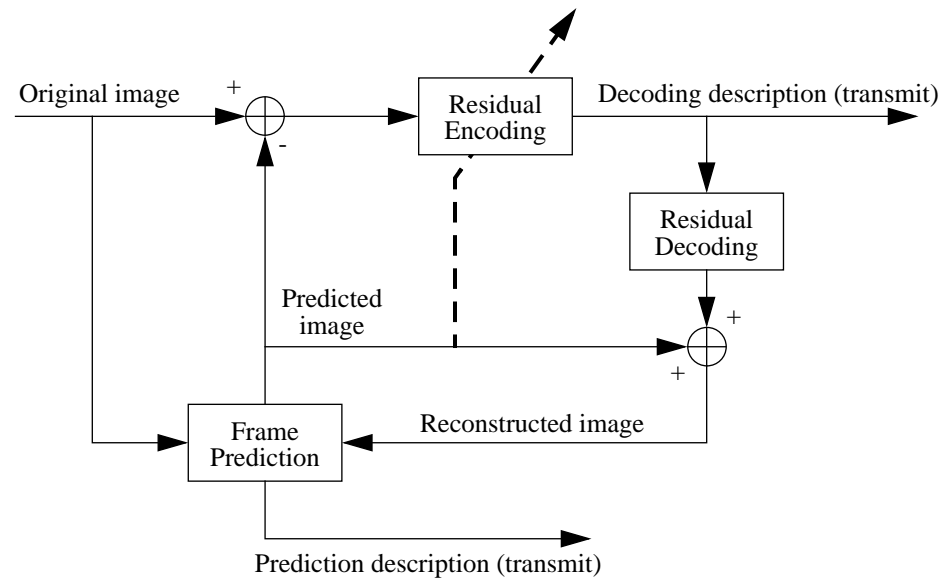 Original image
+
-
Residual
Encoding
Decoding description (transmit)
Residual
Decoding
Predicted
image
+
+
Reconstructed image
Frame
Prediction
Prediction description (transmit)